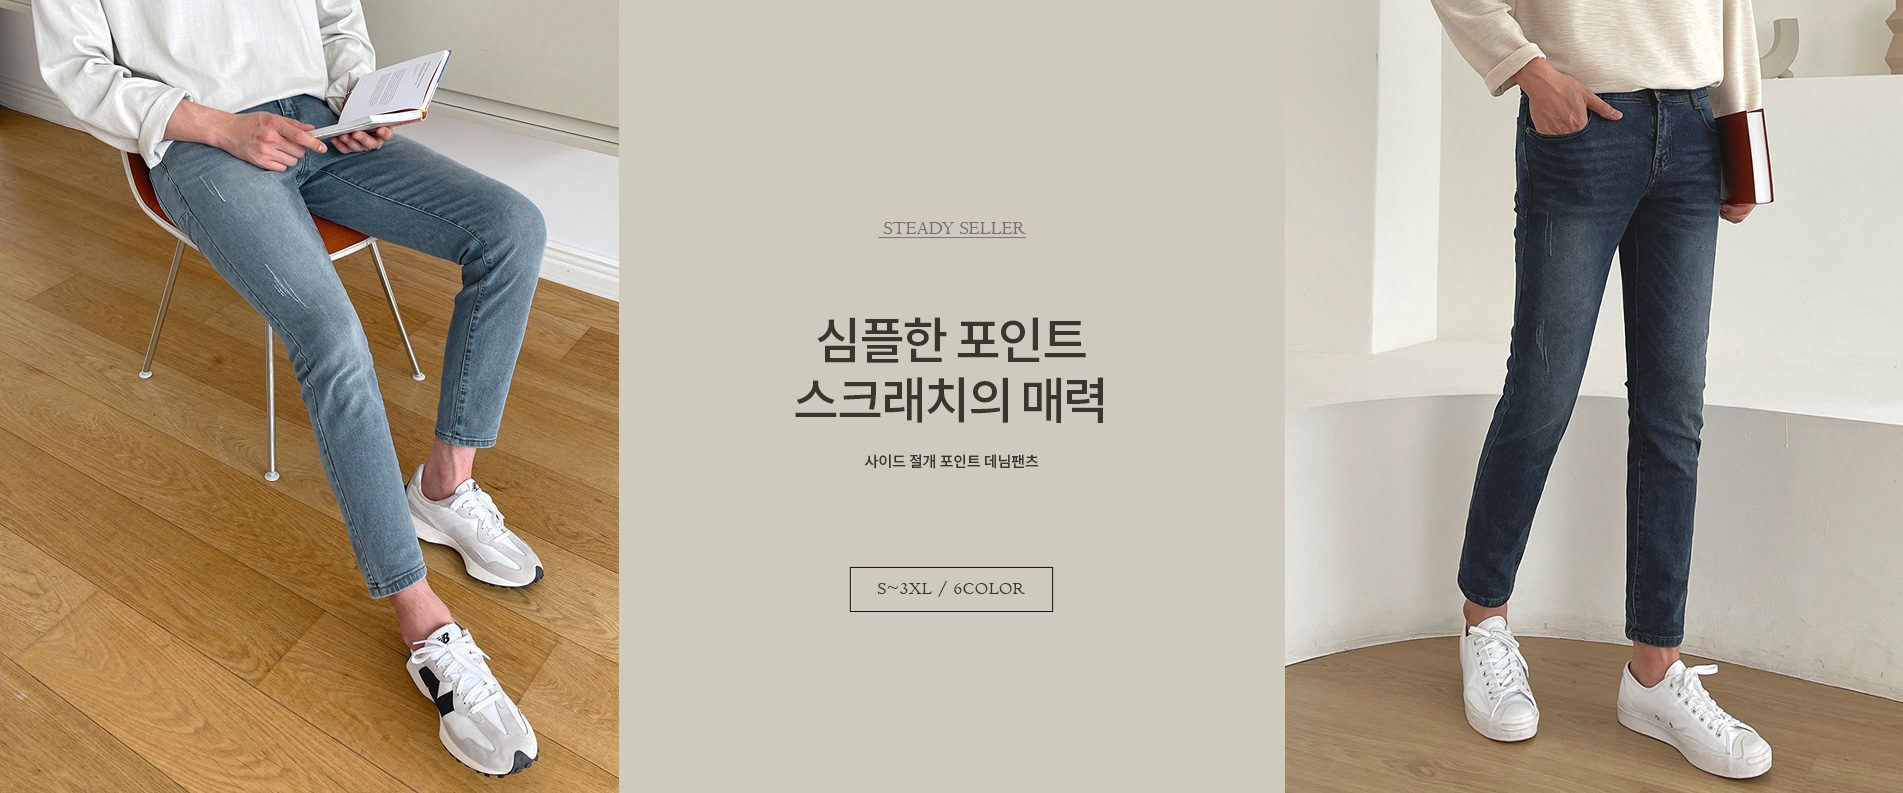 STEADY SELLER
심플한 포인트
스크래치의 매력
사이드 절개 포인트 데님팬츠
S~3XL / 6COLOR